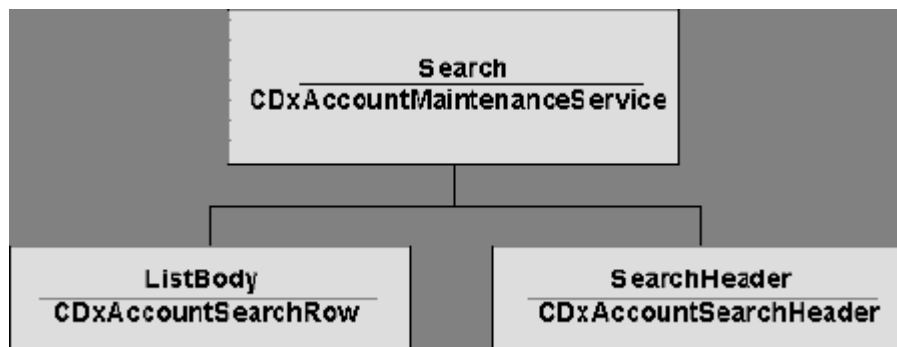 Search
CDxAccountMaintenanceService
ListBody
CDxAccountSearchRow
SearchHeader
CDxAccountSearchHeader